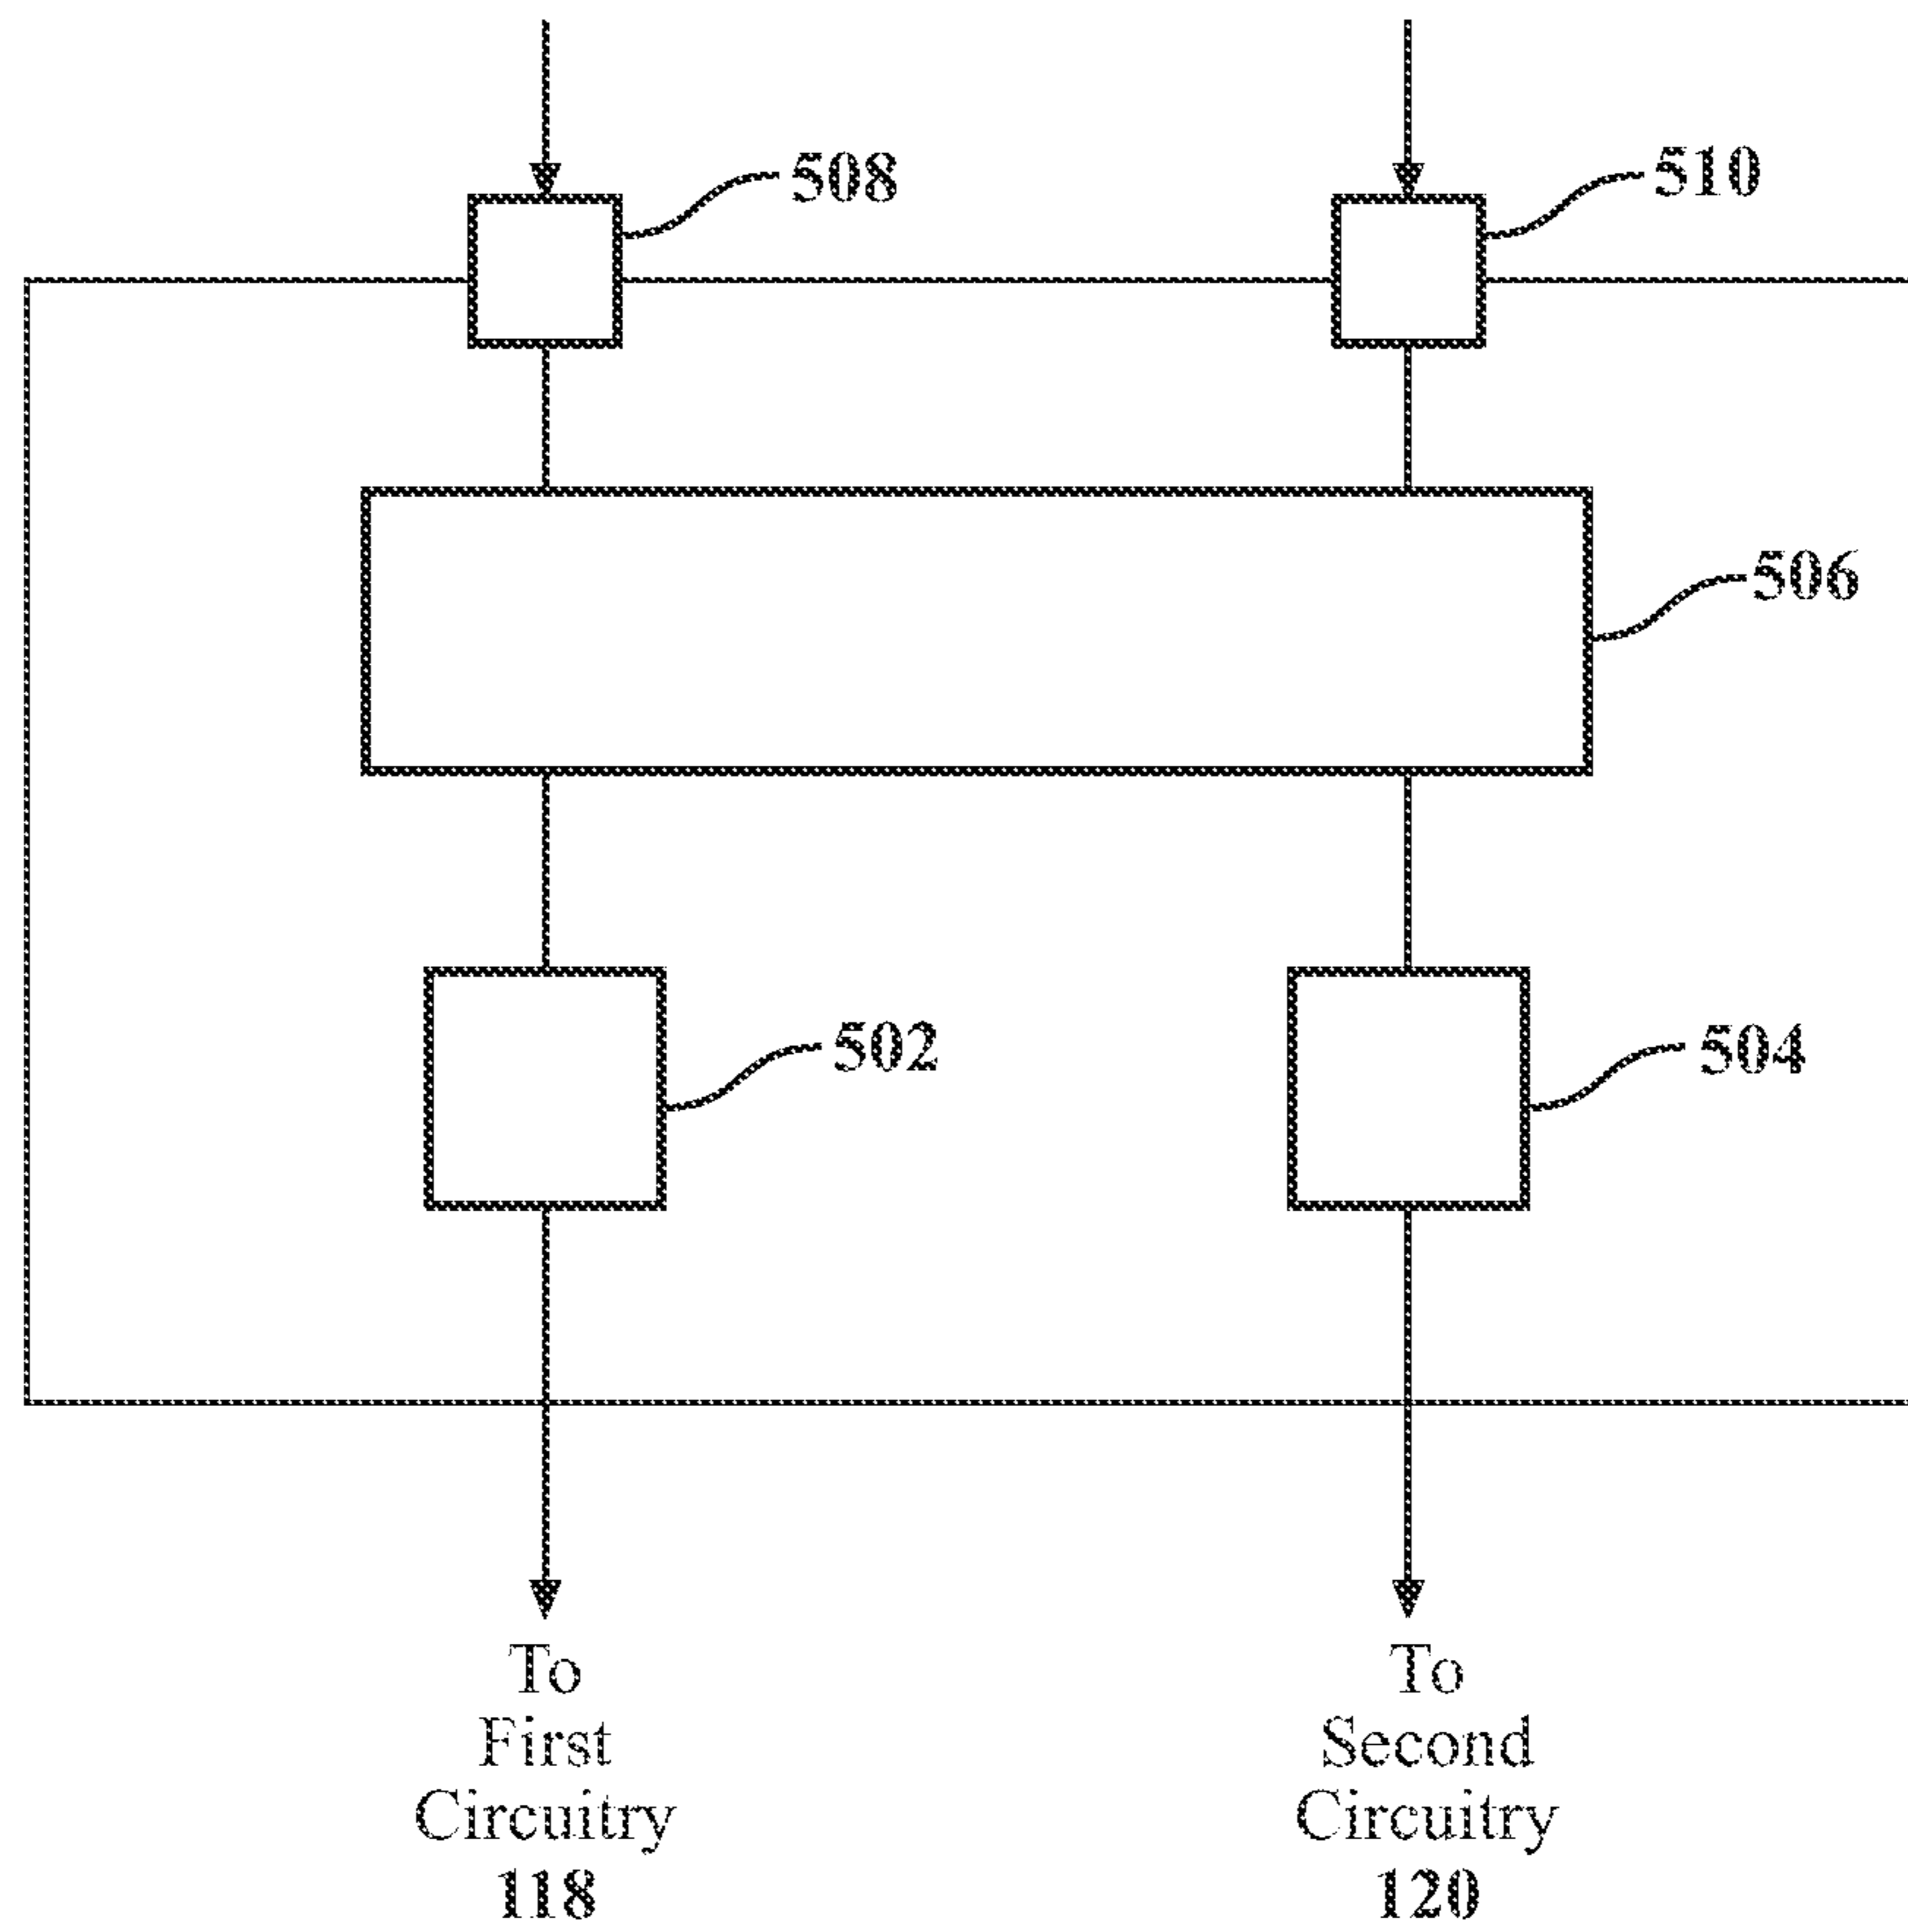 508
510
506
502
504
To
First
Circuitry
118
To
Second
Circuitry
120